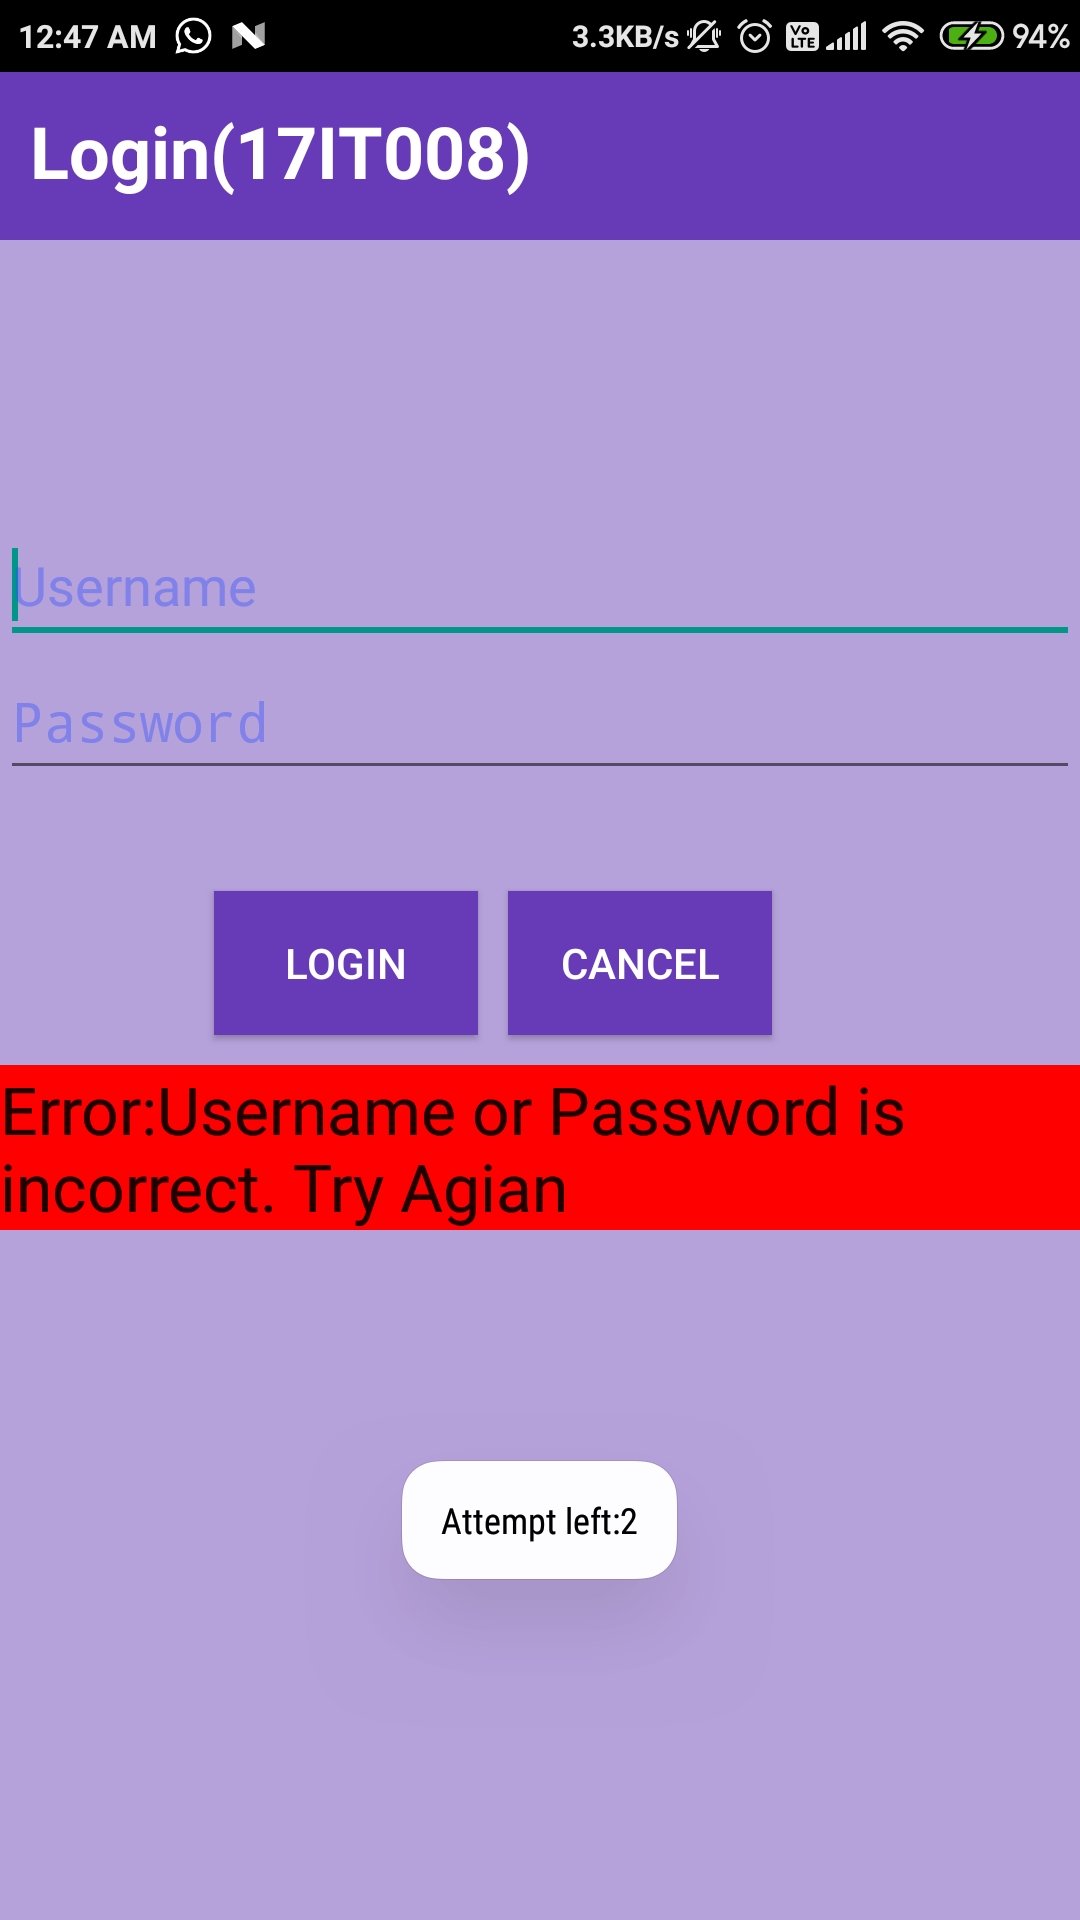 12:47 AM 3.3KB/s Vo LTE 94%
Login(17IT008)
Username
Password
LOGIN CANCEL
Error:Username or Password is
incorrect. Try Agian
Attempt left:2